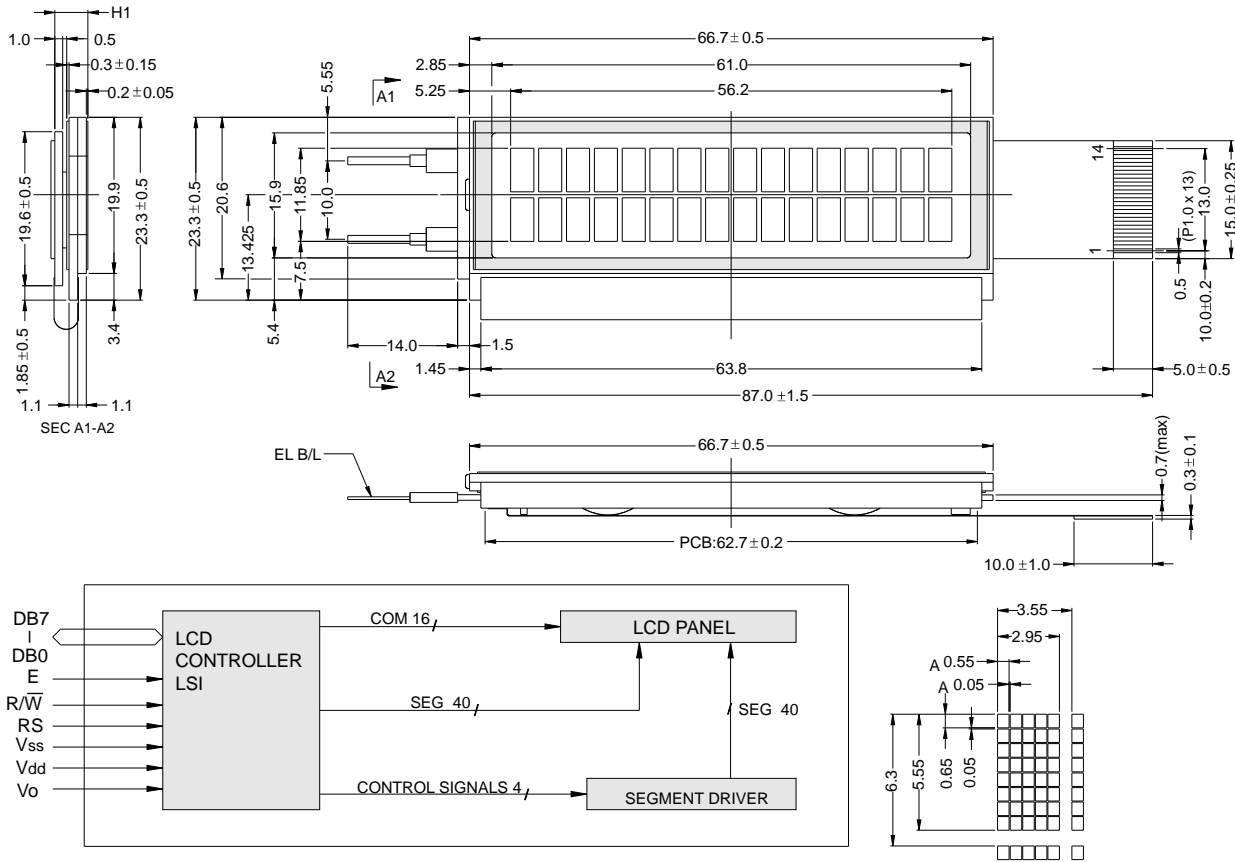 H1
1.0
0.5
0.3 ± 0.15
0.2 ± 0.05
19.6 ± 0.5
19.9
23.3 ± 0.5
1.85 ± 0.5
3.4
1.1
1.1
SEC A1-A2
66.7 ± 0.5
2.85
61.0
5.25
56.2
5.55
A1
23.3 ± 0.5
20.6
13.425
15.9
11.85
10.0
7.5
5.4
14.0
1.5
A2
1.45
63.8
87.0 ±1.5
14
1
0.5
(P1.0 x 13)
13.0
10.0±0.2
15.0 ± 0.25
5.0 ± 0.5
66.7 ± 0.5
EL B/L
PCB:62.7 ± 0.2
0.7(max)
0.3 ± 0.1
10.0 ±1.0
DB7
I
DB0
E
R/W̅
RS
Vss
Vdd
Vo
LCD
CONTROLLER
LSI
COM 16
LCD PANEL
SEG 40
SEG 40
CONTROL SIGNALS 4
SEGMENT DRIVER
3.55
2.95
A 0.55
A 0.05
6.3
5.55
0.65
0.05